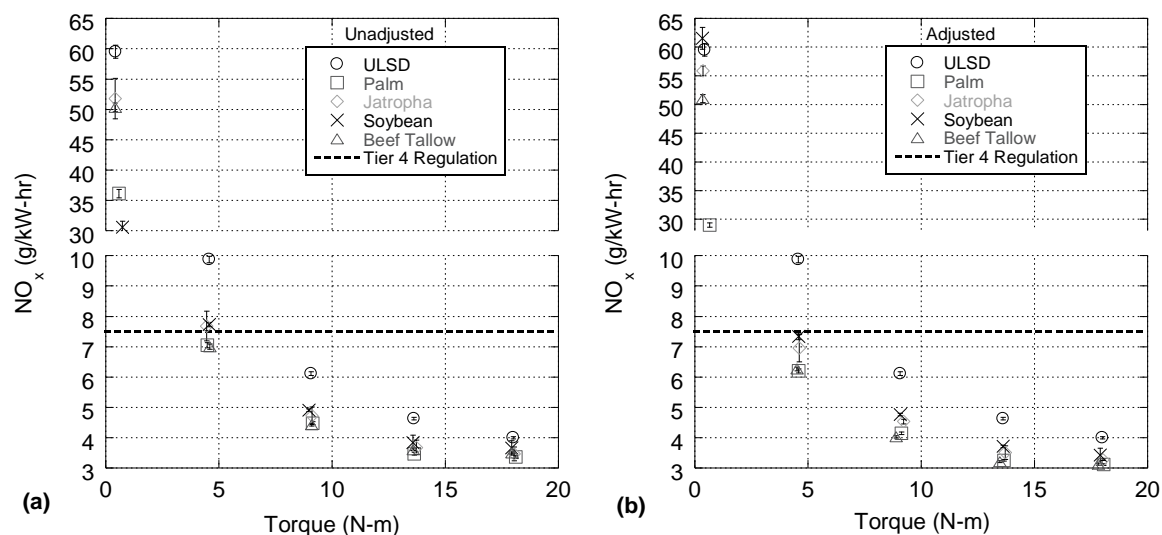 Unadjusted
ULSD
Palm
Jatropha
Soybean
Beef Tallow
Tier 4 Regulation
65
60
55
50
45
40
35
30
10
9
8
7
6
5
4
3
0
5
10
15
20
NOx (g/kW-hr)
Torque (N-m)
(a)
Adjusted
ULSD
Palm
Jatropha
Soybean
Beef Tallow
Tier 4 Regulation
65
60
55
50
45
40
35
30
10
9
8
7
6
5
4
3
0
5
10
15
20
NOx (g/kW-hr)
Torque (N-m)
(b)